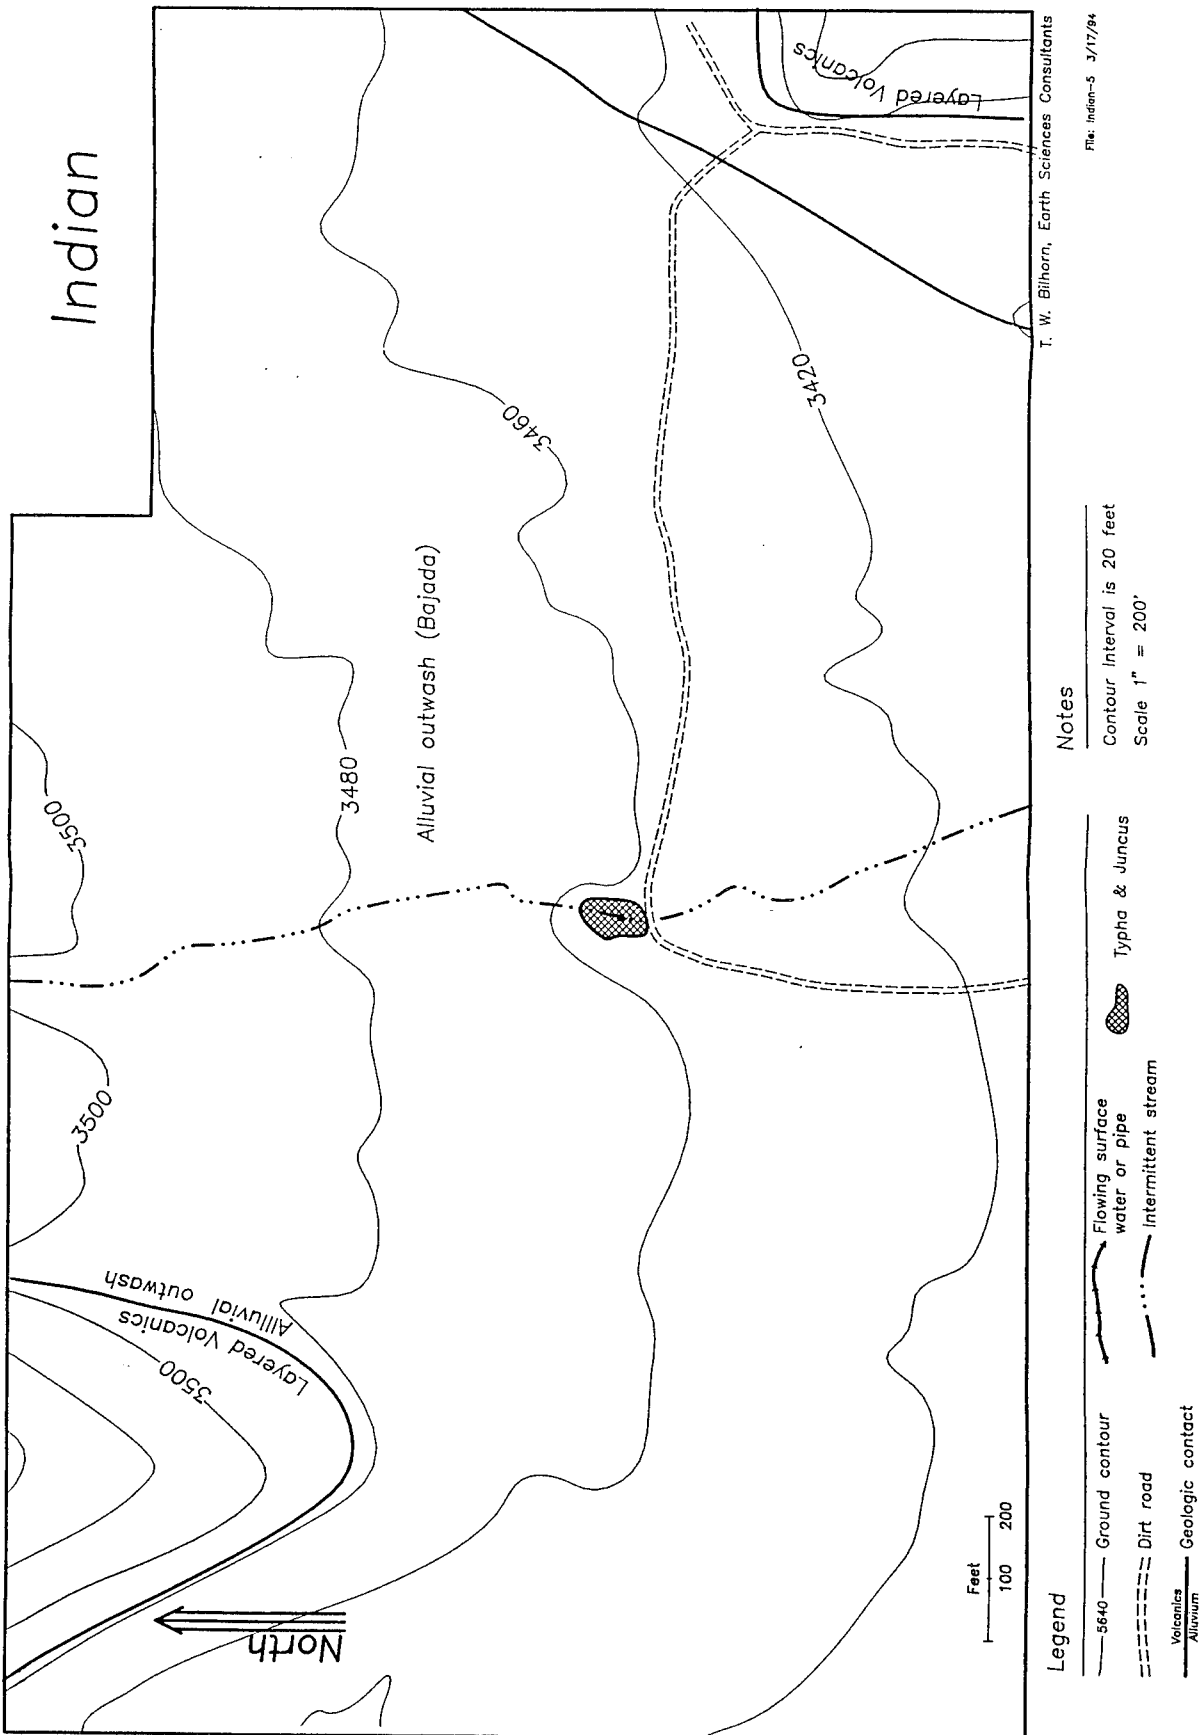 Indian
3500
3500
3500
3480
3460
3420
Alluvial outwash (Bajada)
Allluvial outwash
Layered Volcanics
Layered Volcanics
North
Feet
100 200
T. W. Bilhorn, Earth Sciences Consultants
File: Indian-5 3/17/94
Legend
5640 Ground contour
Dirt road
Volcanics
Alluvium
Geologic contact
Flowing surface
water or pipe
Intermittent stream
Typha & Juncus
Notes
Contour Interval is 20 feet
Scale 1" = 200'